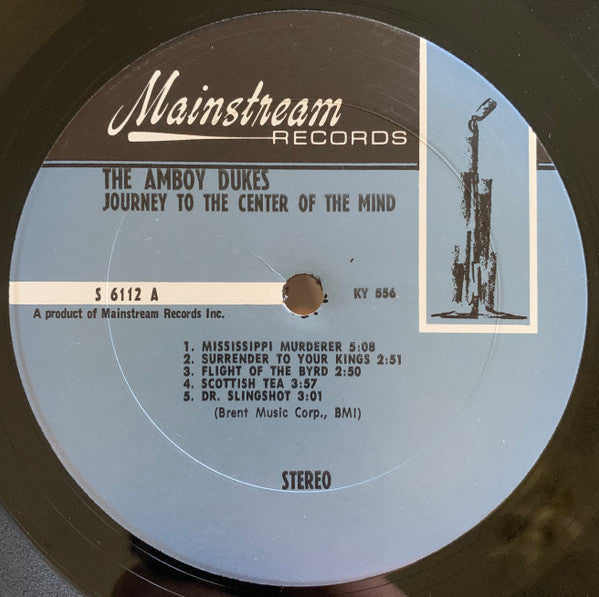 Mainstream
RECORDS
THE AMBOY DUKES
JOURNEY TO THE CENTER OF THE MIND
S 6112 A
KY 556
A product of Mainstream Records Inc.
1. MISSISSIPPI MURDERER 5:08
2. SURRENDER TO YOUR KINGS 2:51
3. FLIGHT OF THE BYRD 2:50
4. SCOTTISH TEA 3:57
5. DR. SLINGSHOT 3:01
(Brent Music Corp., BMI)
STEREO